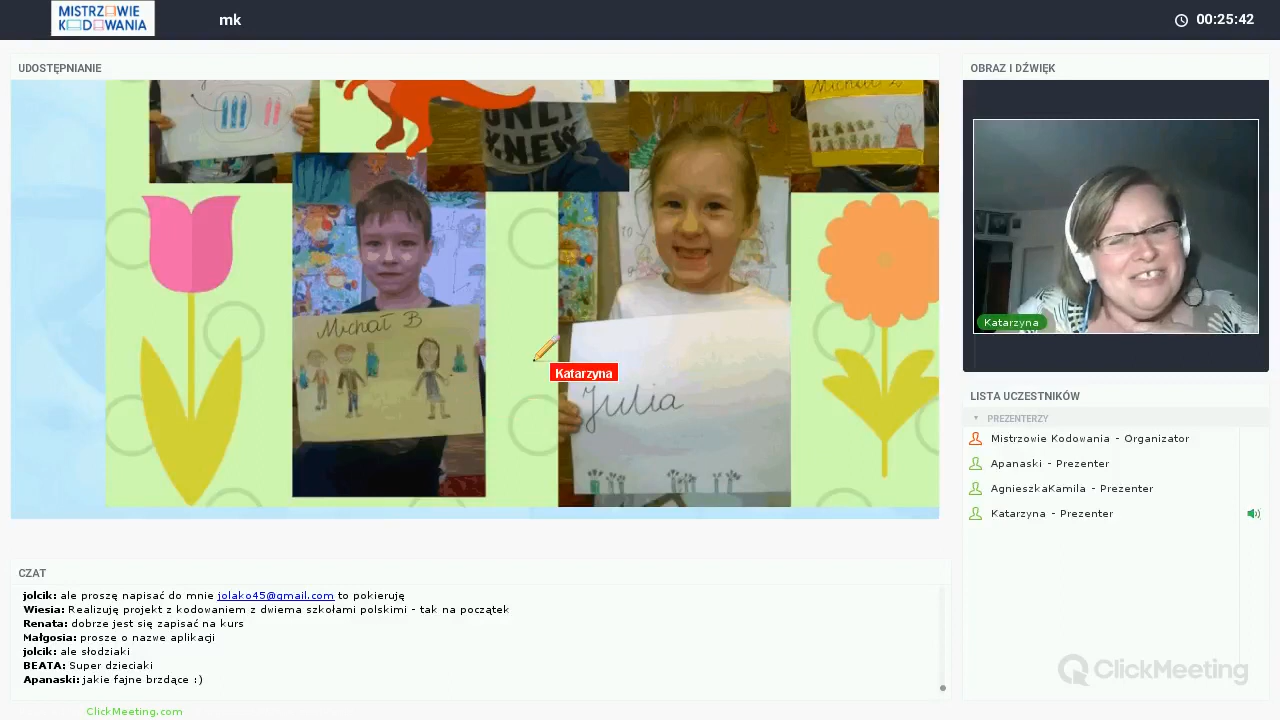 MISTRZOWIE
KODOWANIA
mk
00:25:42
UDOSTĘPNIANIE
OBRAZ I DŹWIĘK
Michał B
ONLY
KNEW
Michał B
Katarzyna
Julia
Katarzyna
LISTA UCZESTNIKÓW
PREZENTERZY
Mistrzowie Kodowania - Organizator
Apanaski - Prezenter
AgnieszkaKamila - Prezenter
Katarzyna - Prezenter
CZAT
jolcik: ale proszę napisać do mnie jolako45@gmail.com to pokieruję
Wiesia: Realizuję projekt z kodowaniem z dwiema szkołami polskimi - tak na początek
Renata: dobrze jest się zapisać na kurs
Małgosia: prosze o nazwe aplikacji
jolcik: ale słodziaki
BEATA: Super dzieciaki
Apanaski: jakie fajne brzdące :)
ClickMeeting
ClickMeeting.com